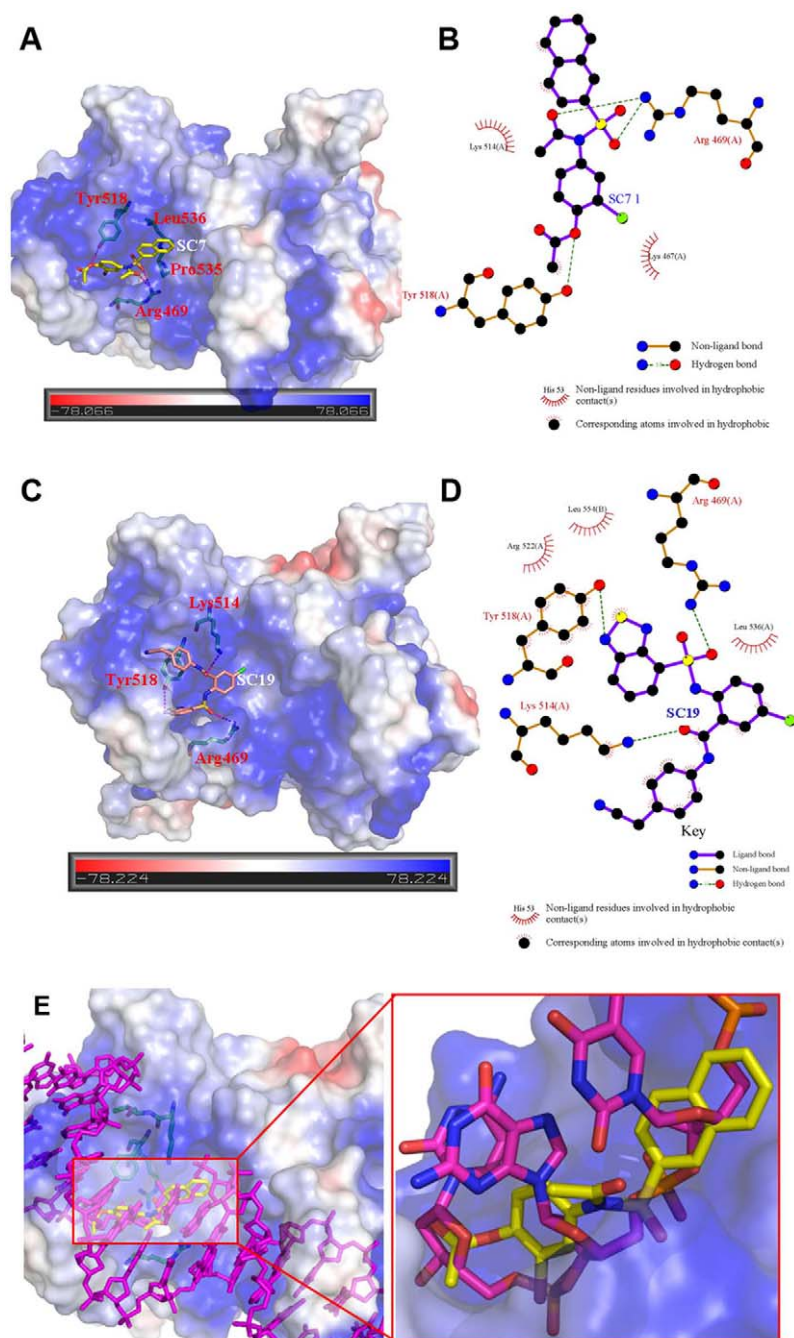 A
Tyr518
Leu536
SC7
Pro535
Arg469
-78.066
78.066
B
Lys 514(A)
Arg 469(A)
SC7 1
Lys 467(A)
Tyr 518(A)
Non-ligand bond
Hydrogen bond
His 53
Non-ligand residues involved in hydrophobic
contact(s)
Corresponding atoms involved in hydrophobic
C
Lys514
SC19
Tyr518
Arg469
-78.224
78.224
D
Arg 469(A)
Leu 554(B)
Arg 522(A
Tyr 518(A)
Leu 536(A)
Lys 514(A)
SC19
Key
Ligand bond
Non-ligand bond
Hydrogen bond
His 53
Non-ligand residues involved in hydrophobic
contact(s)
Corresponding atoms involved in hydrophobic contact(s)
E